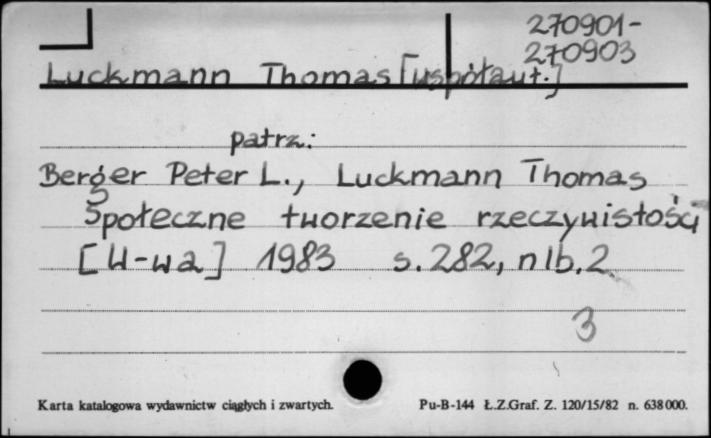 270901-
270903
Luckmann Thomas [współaut.]
patrz:
Berger Peter L., Luckmann Thomas
Społeczne tworzenie rzeczywistości
[W-wa] 1983 s. 282, nlb. 2
3
Karta katalogowa wydawnictw ciągłych i zwartych. Pu-B-144 Ł.Z.Graf. Z. 120/15/82 n. 638000.